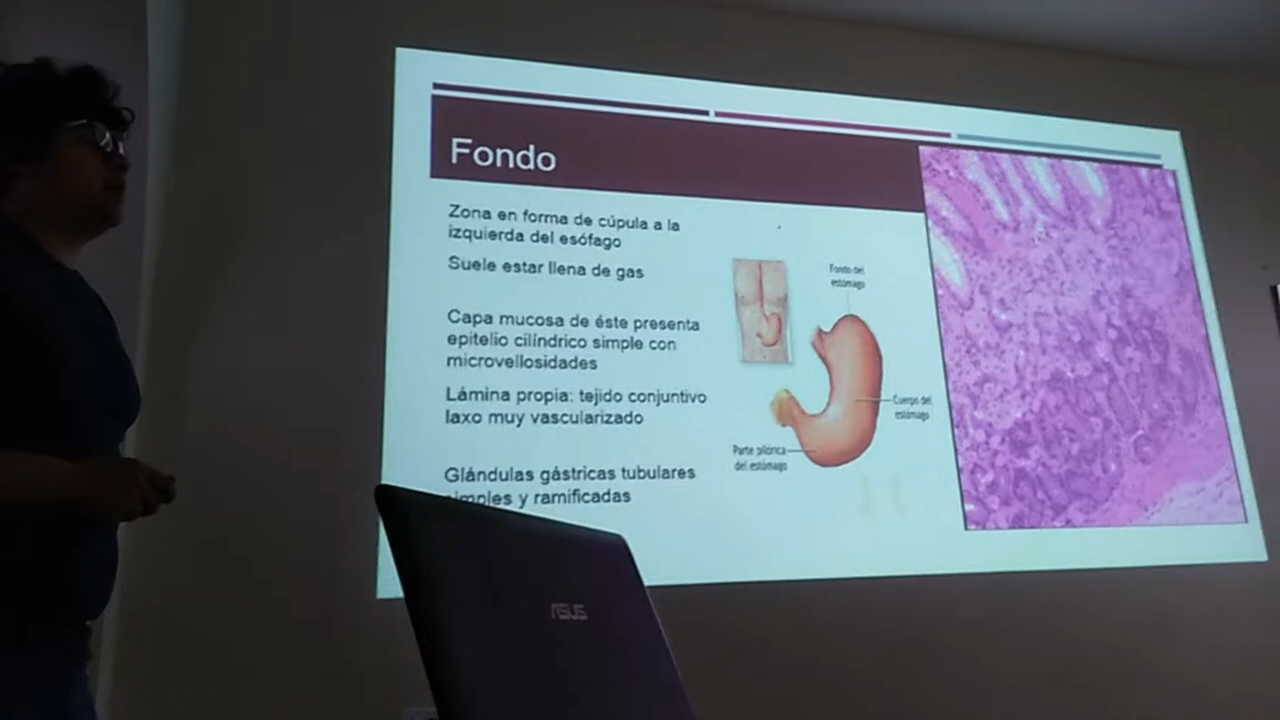 Fondo
Zona en forma de cúpula a la
izquierda del esófago
Suele estar llena de gas
Capa mucosa de éste presenta
epitelio cilíndrico simple con
microvellosidades
Lámina propia: tejido conjuntivo
laxo muy vascularizado
Glándulas gástricas tubulares
simples y ramificadas
Fondo del
estómago
Cuerpo del
estómago
Parte pilórica
del estómago
ASUS